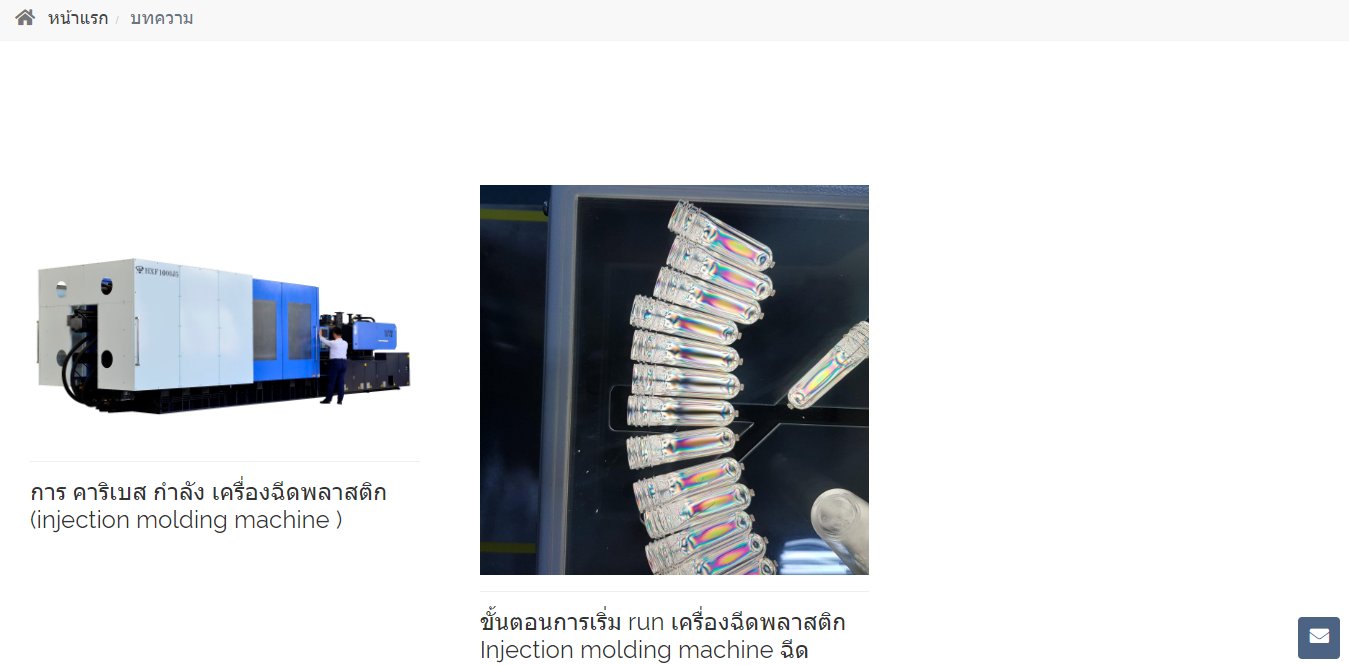 หน้าแรก / บทความ
HXF1000J5
การ คาริเบส กำลัง เครื่องฉีดพลาสติก
(injection molding machine )
ขั้นตอนการเริ่ม run เครื่องฉีดพลาสติก
Injection molding machine ฉีด